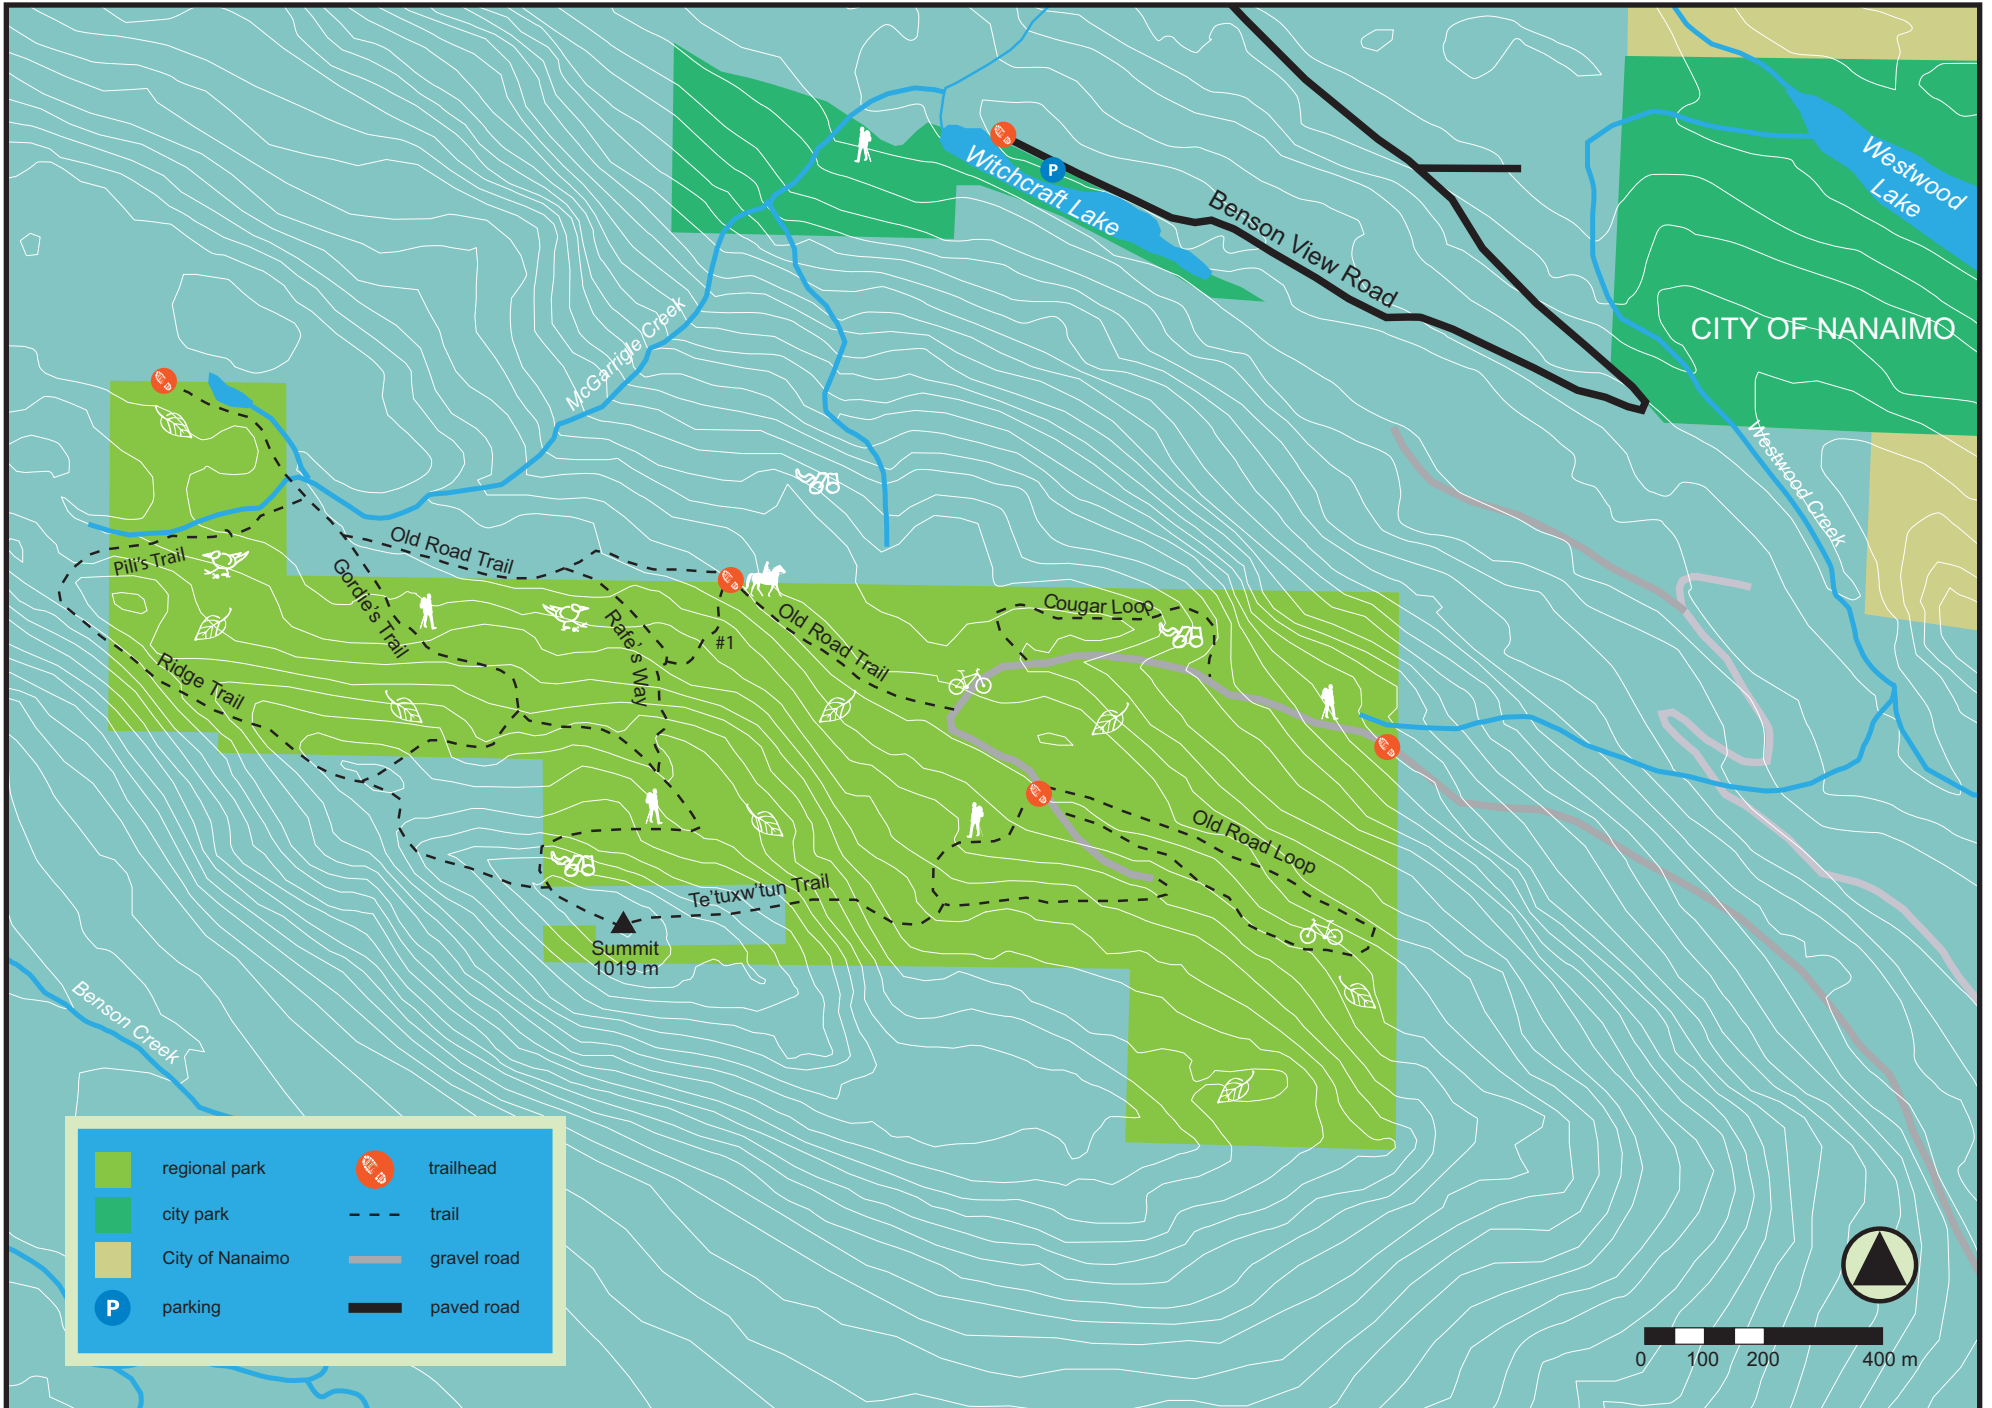 Witchcraft Lake
P
Benson View Road
Westwood
Lake
CITY OF NANAIMO
McGarrigle Creek
Westwood Creek
Old Road Trail
Pili's Trail
Gordie's Trail
Rafe's Way
#1
Old Road Trail
Cougar Loop
Ridge Trail
Old Road Loop
Te'tuxw'tun Trail
Summit
1019 m
Benson Creek
regional park
trailhead
city park
trail
City of Nanaimo
gravel road
P
parking
paved road
0 100 200 400 m